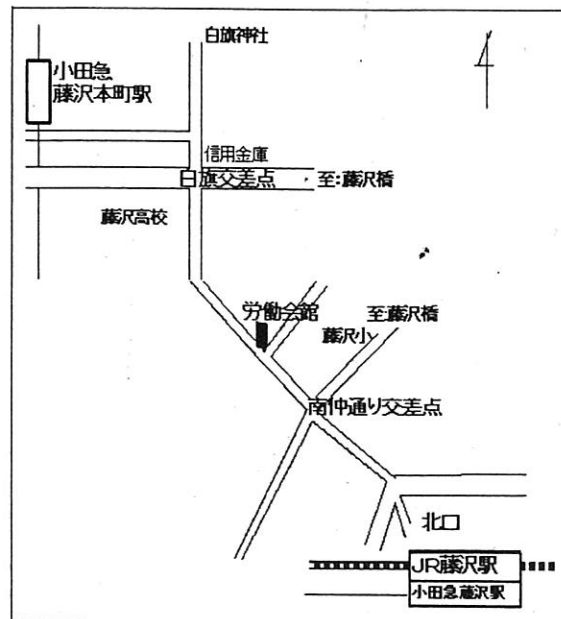 白旗神社
小田急
藤沢本町駅
信用金庫
白旗交差点
至:藤沢橋
藤沢高校
労働会館
至:藤沢橋
藤沢小
南仲通り交差点
北口
JR藤沢駅
小田急藤沢駅